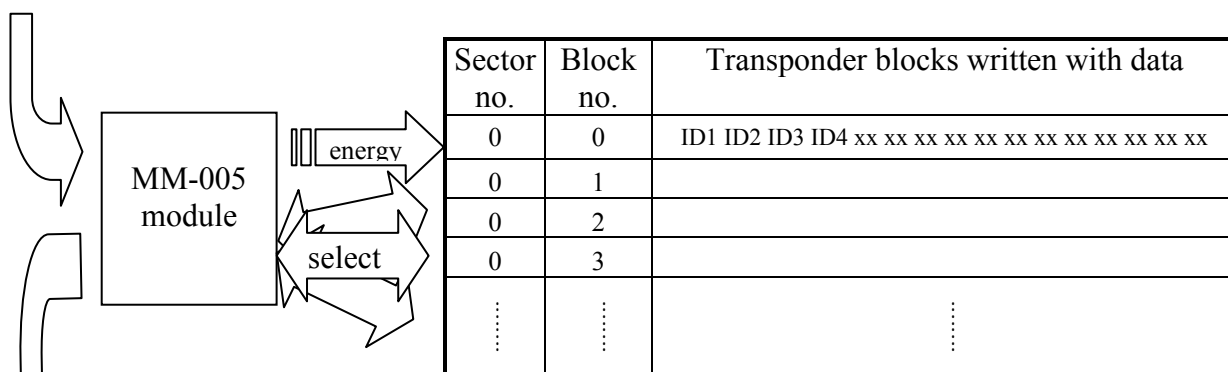 MM-005
module
energy
select
Sector no. Block no. Transponder blocks written with data
0 0 ID1 ID2 ID3 ID4 xx xx xx xx xx xx xx xx xx xx xx xx
0 1
0 2
0 3